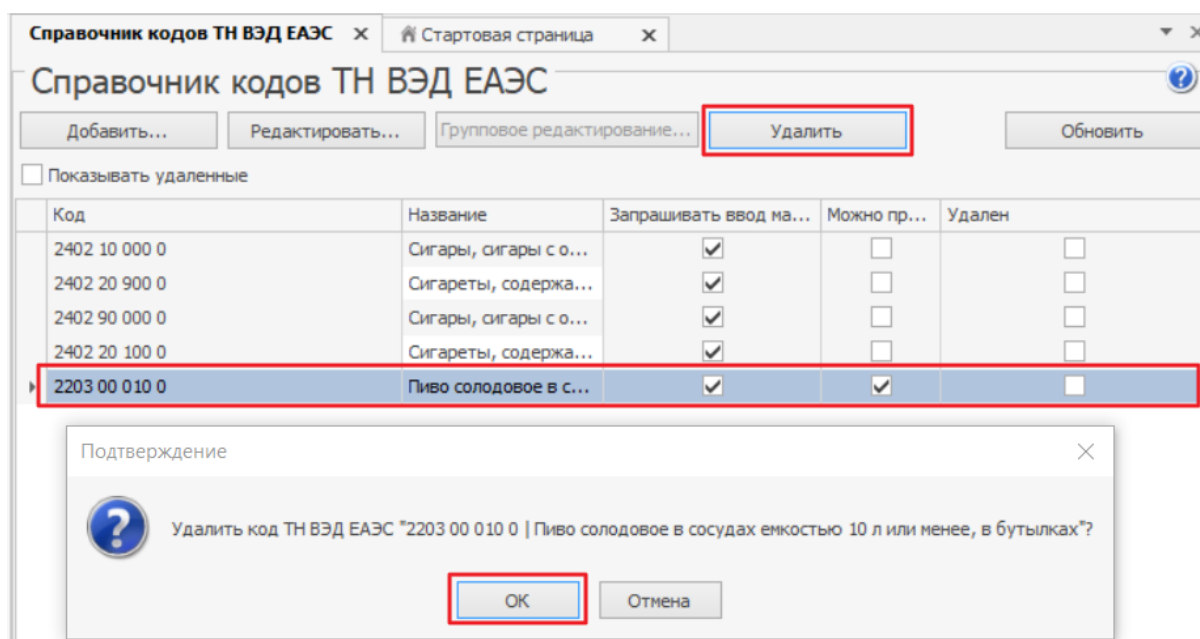 Справочник кодов ТН ВЭД ЕАЭС Стартовая страница
Справочник кодов ТН ВЭД ЕАЭС
Добавить... Редактировать... Групповое редактирование... Удалить Обновить
Показывать удаленные
Код Название Запрашивать ввод ма... Можно пр... Удален
2402 10 000 0 Сигары, сигары с о...
2402 20 900 0 Сигареты, содержа...
2402 90 000 0 Сигары, сигары с о...
2402 20 100 0 Сигареты, содержа...
2203 00 010 0 Пиво солодовое в с...
Подтверждение
Удалить код ТН ВЭД ЕАЭС "2203 00 010 0 | Пиво солодовое в сосудах емкостью 10 л или менее, в бутылках"?
ОК Отмена